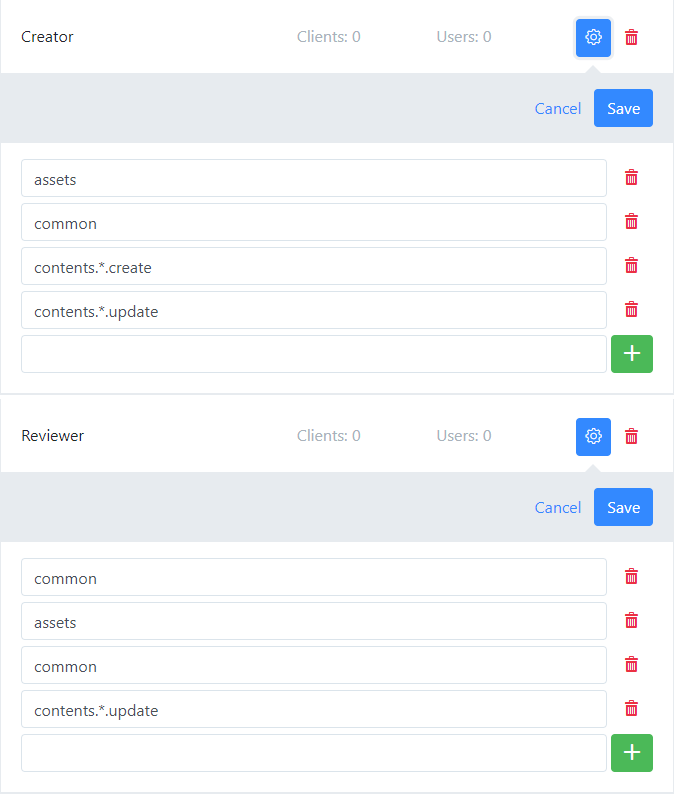 Creator Clients: 0 Users: 0
Cancel Save
assets
common
contents.*.create
contents.*.update
Reviewer Clients: 0 Users: 0
Cancel Save
common
assets
common
contents.*.update